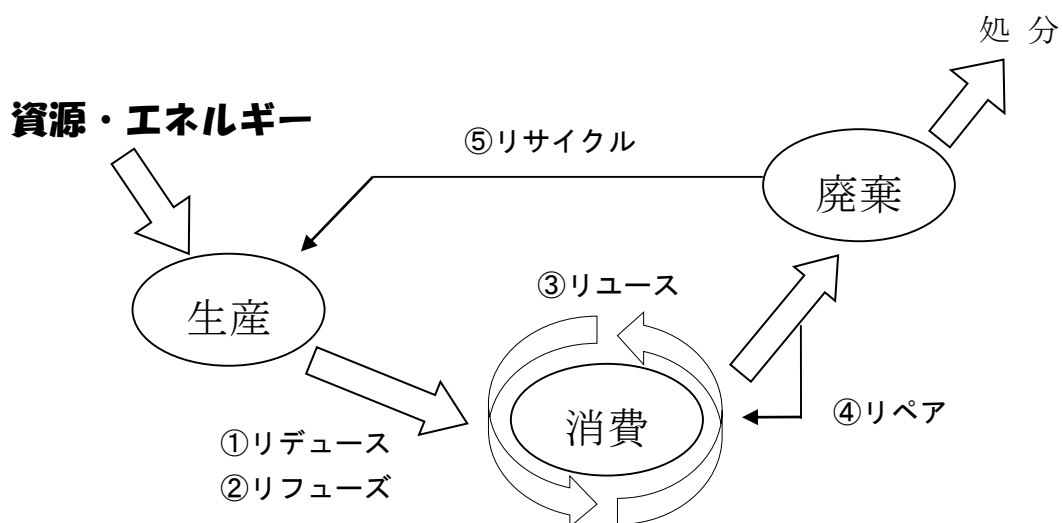 処 分
資源・エネルギー
⑤リサイクル
廃棄
③リユース
生産
消費
④リペア
①リデュース
②リフューズ